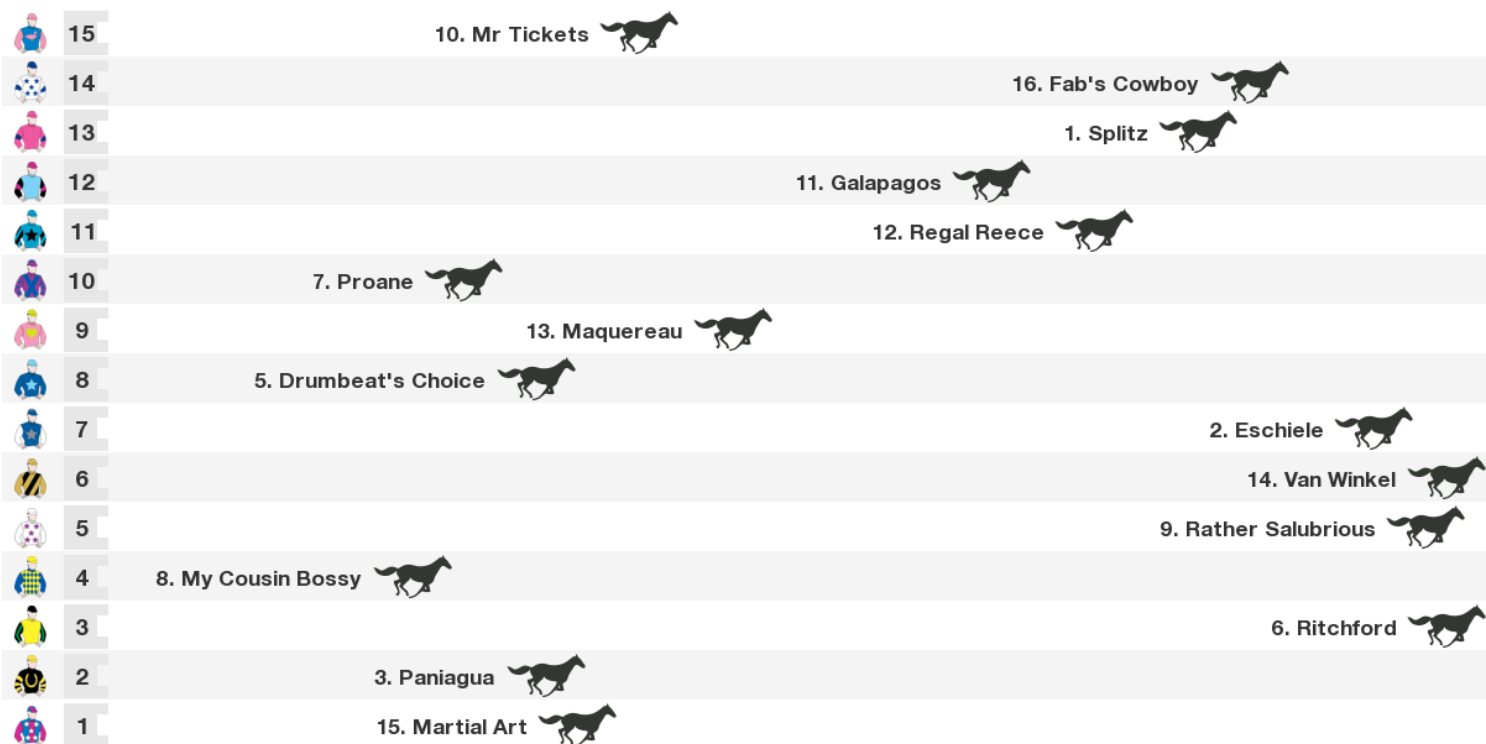 15 10. Mr Tickets
14 16. Fab's Cowboy
13 1. Splitz
12 11. Galapagos
11 12. Regal Reece
10 7. Proane
9 13. Maquereau
8 5. Drumbeat's Choice
7 2. Eschiele
6 14. Van Winkel
5 9. Rather Salubrious
4 8. My Cousin Bossy
3 6. Ritchford
2 3. Paniagua
1 15. Martial Art